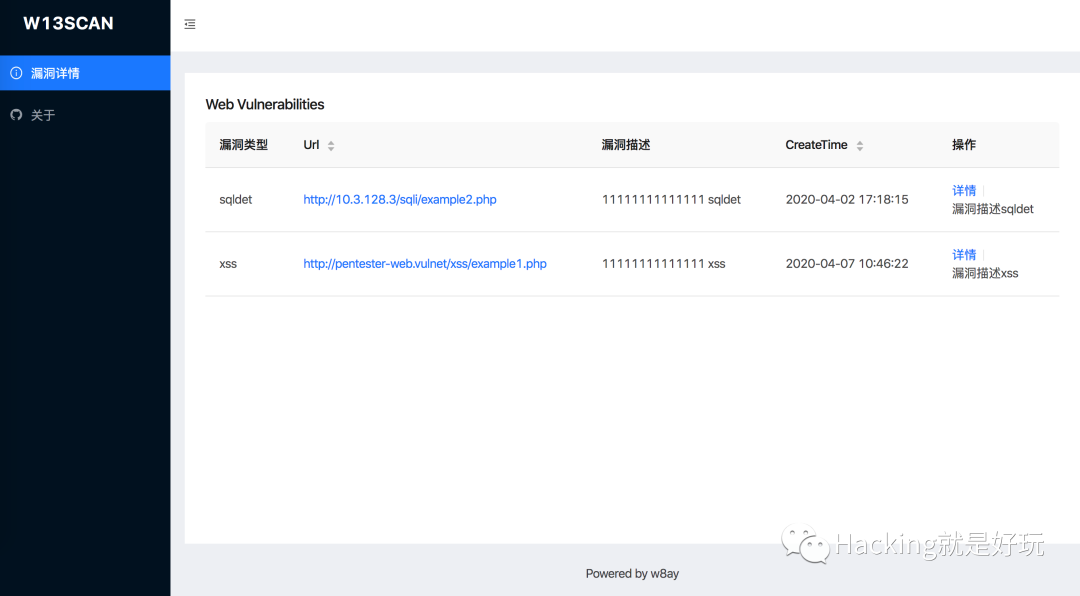 W13SCAN
漏洞详情
关于
Web Vulnerabilities
漏洞类型 Url 漏洞描述 CreateTime 操作
sqldet http://10.3.128.3/sqli/example2.php 11111111111111 sqldet 2020-04-02 17:18:15 详情
漏洞描述sqldet
xss http://pentester-web.vulnet/xss/example1.php 11111111111111 xss 2020-04-07 10:46:22 详情
漏洞描述xss
Hacking就是好玩
Powered by w8ay